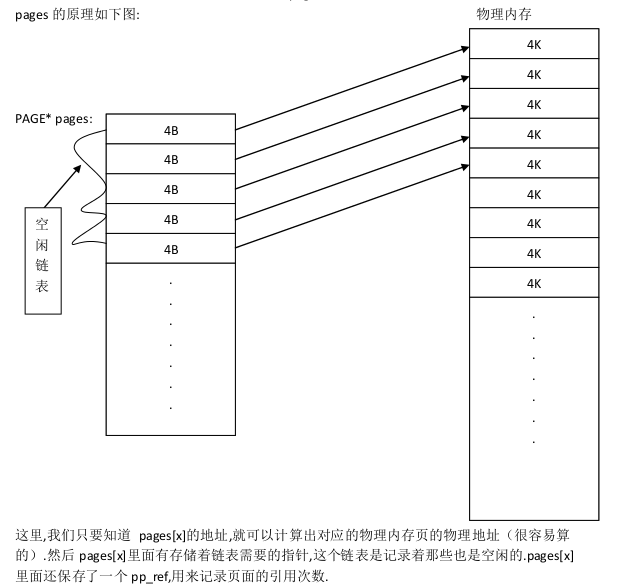 pages 的原理如下图:
物理内存
4K
4K
4K
4K
4K
4K
4K
4K
4K
PAGE* pages:
4B
4B
4B
4B
4B
空
闲
链
表
这里,我们只要知道 pages[x]的地址,就可以计算出对应的物理内存页的物理地址（很容易算
的）.然后 pages[x]里面有存储着链表需要的指针,这个链表是记录着那些也是空闲的.pages[x]
里面还保存了一个 pp_ref,用来记录页面的引用次数.